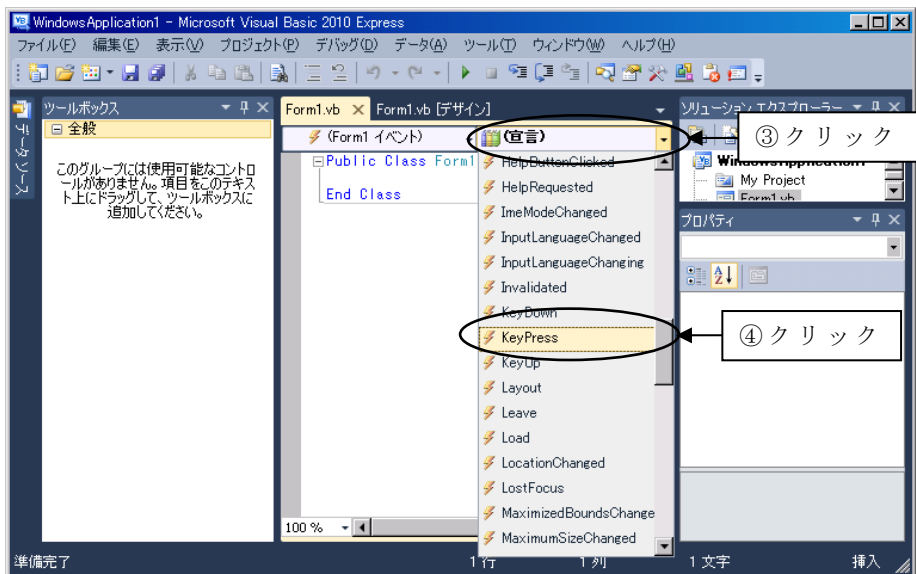 WindowsApplication1 - Microsoft Visual Basic 2010 Express
ファイル(F) 編集(E) 表示(V) プロジェクト(P) デバッグ(D) データ(A) ツール(T) ウィンドウ(W) ヘルプ(H)
データ ソース
ツールボックス
全般
このグループには使用可能なコントロ
ールがありません。項目をこのテキス
ト上にドラッグして、ツールボックスに
追加してください。
Form1.vb Form1.vb [デザイン]
(Form1 イベント) (宣言)
Public Class Form1
End Class
HelpButtonClicked
HelpRequested
ImeModeChanged
InputLanguageChanged
InputLanguageChanging
Invalidated
KeyDown
KeyPress
KeyUp
Layout
Leave
Load
LocationChanged
LostFocus
MaximizedBoundsChange
MaximumSizeChanged
100 %
ソリューション エクスプローラー
③クリック
WindowsApplication1
My Project
Form1.vb
プロパティ
④クリック
準備完了 1 行 1 列 1 文字 挿入